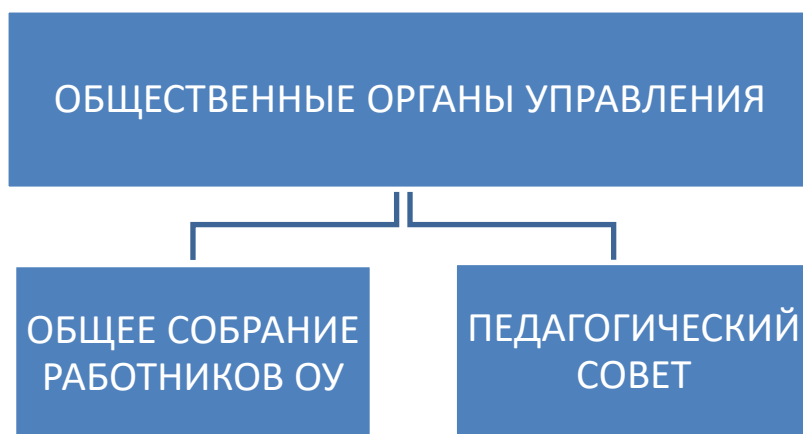 ОБЩЕСТВЕННЫЕ ОРГАНЫ УПРАВЛЕНИЯ
ОБЩЕЕ СОБРАНИЕ
РАБОТНИКОВ ОУ
ПЕДАГОГИЧЕСКИЙ
СОВЕТ